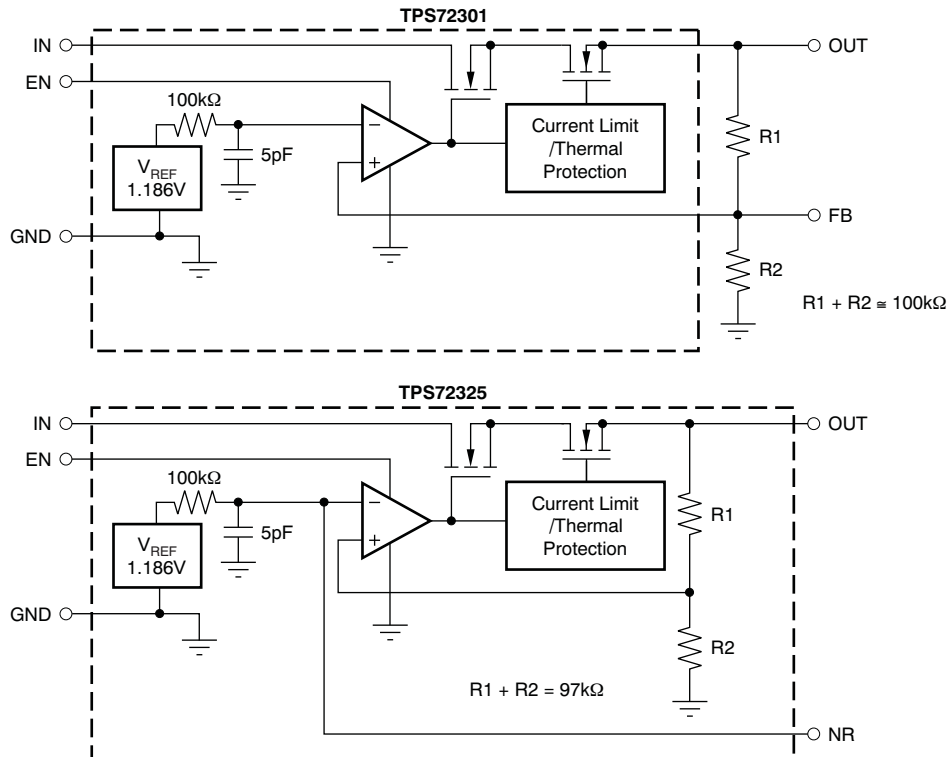 TPS72301
IN
OUT
EN
100kΩ
5pF
V_REF
1.186V
−
+
Current Limit
/Thermal
Protection
R1
FB
GND
R2
R1 + R2 ≅ 100kΩ
TPS72325
IN
OUT
EN
100kΩ
5pF
V_REF
1.186V
−
+
Current Limit
/Thermal
Protection
R1
GND
R2
R1 + R2 = 97kΩ
NR